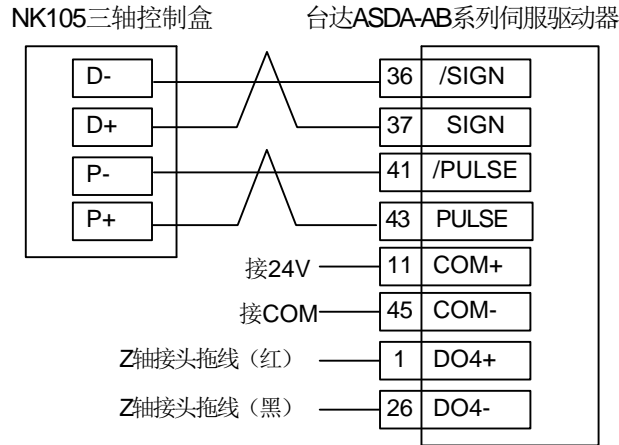 NK105三轴控制盒 台达ASDA-AB系列伺服驱动器
D- 36 /SIGN
D+ 37 SIGN
P- 41 /PULSE
P+ 43 PULSE
接24V 11 COM+
接COM 45 COM-
Z轴接头拖线（红） 1 DO4+
Z轴接头拖线（黑） 26 DO4-